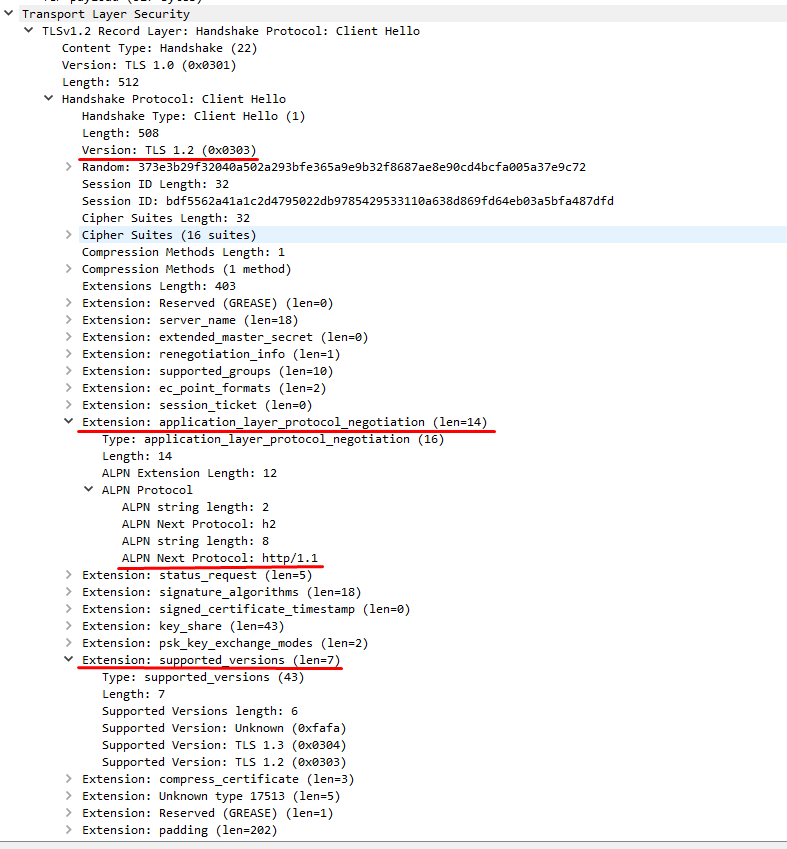 Transport Layer Security
TLSv1.2 Record Layer: Handshake Protocol: Client Hello
Content Type: Handshake (22)
Version: TLS 1.0 (0x0301)
Length: 512
Handshake Protocol: Client Hello
Handshake Type: Client Hello (1)
Length: 508
Version: TLS 1.2 (0x0303)
Random: 373e3b29f32040a502a293bfe365a9e9b32f8687ae8e90cd4bcfa005a37e9c72
Session ID Length: 32
Session ID: bdf5562a41a1c2d4795022db9785429533110a638d869fd64eb03a5bfa487dfd
Cipher Suites Length: 32
Cipher Suites (16 suites)
Compression Methods Length: 1
Compression Methods (1 method)
Extensions Length: 403
Extension: Reserved (GREASE) (len=0)
Extension: server_name (len=18)
Extension: extended_master_secret (len=0)
Extension: renegotiation_info (len=1)
Extension: supported_groups (len=10)
Extension: ec_point_formats (len=2)
Extension: session_ticket (len=0)
Extension: application_layer_protocol_negotiation (len=14)
Type: application_layer_protocol_negotiation (16)
Length: 14
ALPN Extension Length: 12
ALPN Protocol
ALPN string length: 2
ALPN Next Protocol: h2
ALPN string length: 8
ALPN Next Protocol: http/1.1
Extension: status_request (len=5)
Extension: signature_algorithms (len=18)
Extension: signed_certificate_timestamp (len=0)
Extension: key_share (len=43)
Extension: psk_key_exchange_modes (len=2)
Extension: supported_versions (len=7)
Type: supported_versions (43)
Length: 7
Supported Versions length: 6
Supported Version: Unknown (0xfafa)
Supported Version: TLS 1.3 (0x0304)
Supported Version: TLS 1.2 (0x0303)
Extension: compress_certificate (len=3)
Extension: Unknown type 17513 (len=5)
Extension: Reserved (GREASE) (len=1)
Extension: padding (len=202)